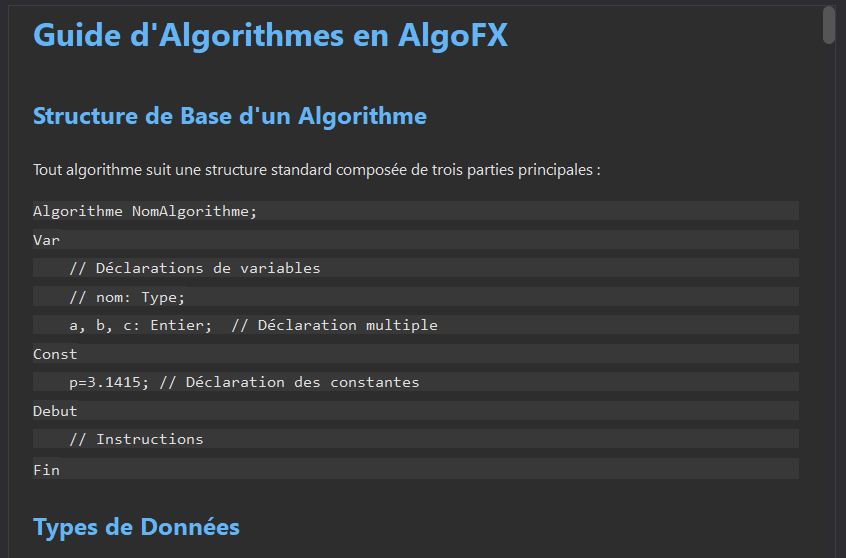 Guide d'Algorithmes en AlgoFX
Structure de Base d'un Algorithme
Tout algorithme suit une structure standard composée de trois parties principales :
Algorithme NomAlgorithme;
Var
    // Déclarations de variables
    // nom: Type;
    a, b, c: Entier;  // Déclaration multiple
Const
    p=3.1415; // Déclaration des constantes
Debut
    // Instructions
Fin
Types de Données